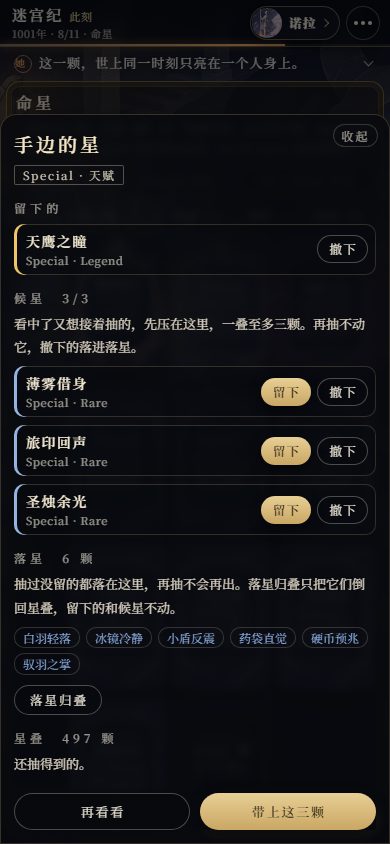 迷宫纪 此刻
1001年 · 8/11 · 命星
诺拉
她 这一颗，世上同一时刻只亮在一个人身上。
命星
手边的星
收起
Special · 天赋
留下的
天鹰之瞳
Special · Legend
撤下
候星 3/3
看中了又想接着抽的，先压在这里，一叠至多三颗。再抽不动
它，撤下的落进落星。
薄雾借身
Special · Rare
留下 撤下
旅印回声
Special · Rare
留下 撤下
圣烛余光
Special · Rare
留下 撤下
落星 6 颗
抽过没留的都落在这里，再抽不会再出。落星归叠只把它们倒
回星叠，留下的和候星不动。
白羽轻落 冰镜冷静 小盾反震 药袋直觉 硬币预兆
驭羽之掌
落星归叠
星叠 497 颗
还抽得到的。
再看看 带上这三颗